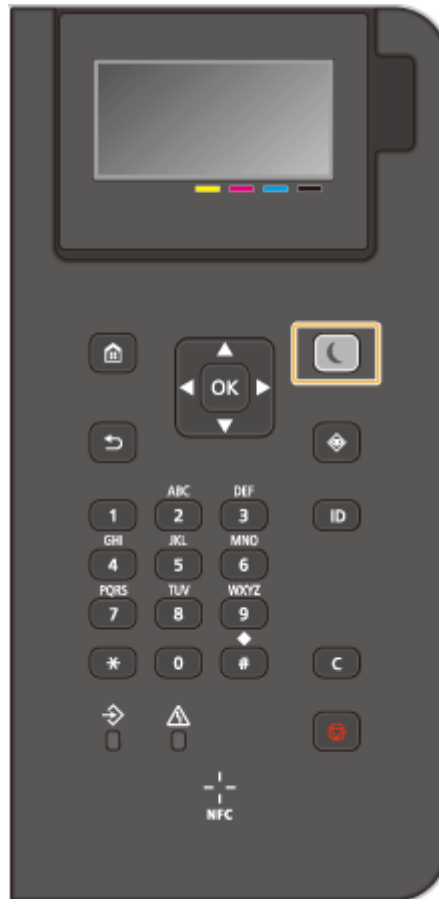 OK
ABC DEF
1 2 3 ID
GHI JKL MNO
4 5 6
PQRS TUV WXYZ
7 8 9
* 0 # C
NFC